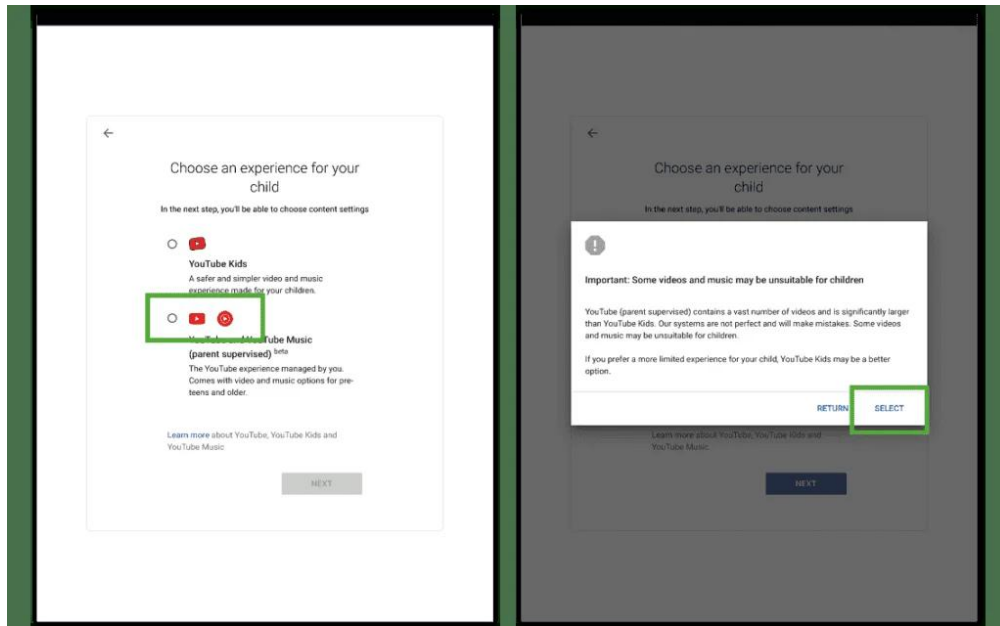 Choose an experience for your
child
In the next step, you'll be able to choose content settings
YouTube Kids
A safer and simpler video and music
experience made for your children.
YouTube and YouTube Music
(parent supervised) beta
The YouTube experience managed by you.
Comes with video and music options for pre-
teens and older.
Learn more about YouTube, YouTube Kids and
YouTube Music
NEXT
Choose an experience for your
child
In the next step, you'll be able to choose content settings
Important: Some videos and music may be unsuitable for children
YouTube (parent supervised) contains a vast number of videos and is significantly larger
than YouTube Kids. Our systems are not perfect and will make mistakes. Some videos
and music may be unsuitable for children.
If you prefer a more limited experience for your child, YouTube Kids may be a better
option.
RETURN SELECT
Learn more about YouTube, YouTube Kids and
YouTube Music.
NEXT